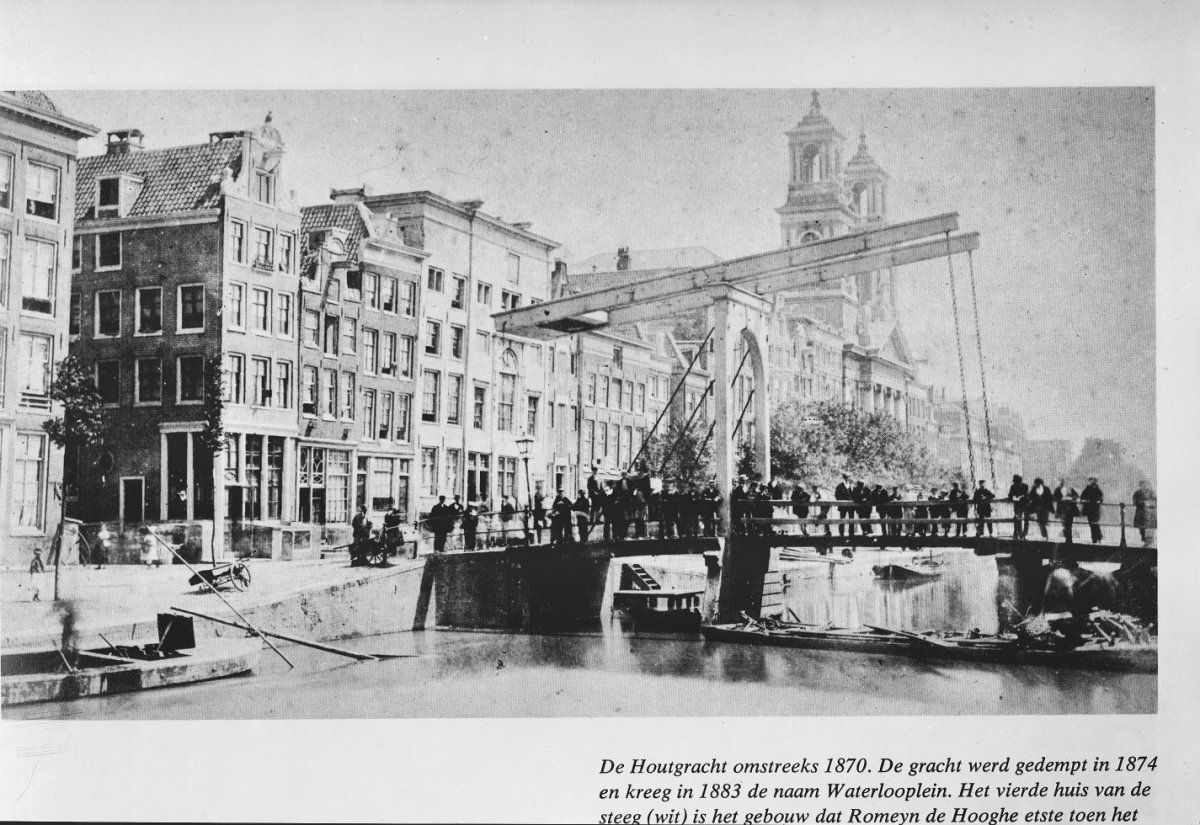 De Houtgracht omstreeks 1870. De gracht werd gedempt in 1874
en kreeg in 1883 de naam Waterlooplein. Het vierde huis van de
steeg (wit) is het gebouw dat Romeyn de Hooghe etste toen het